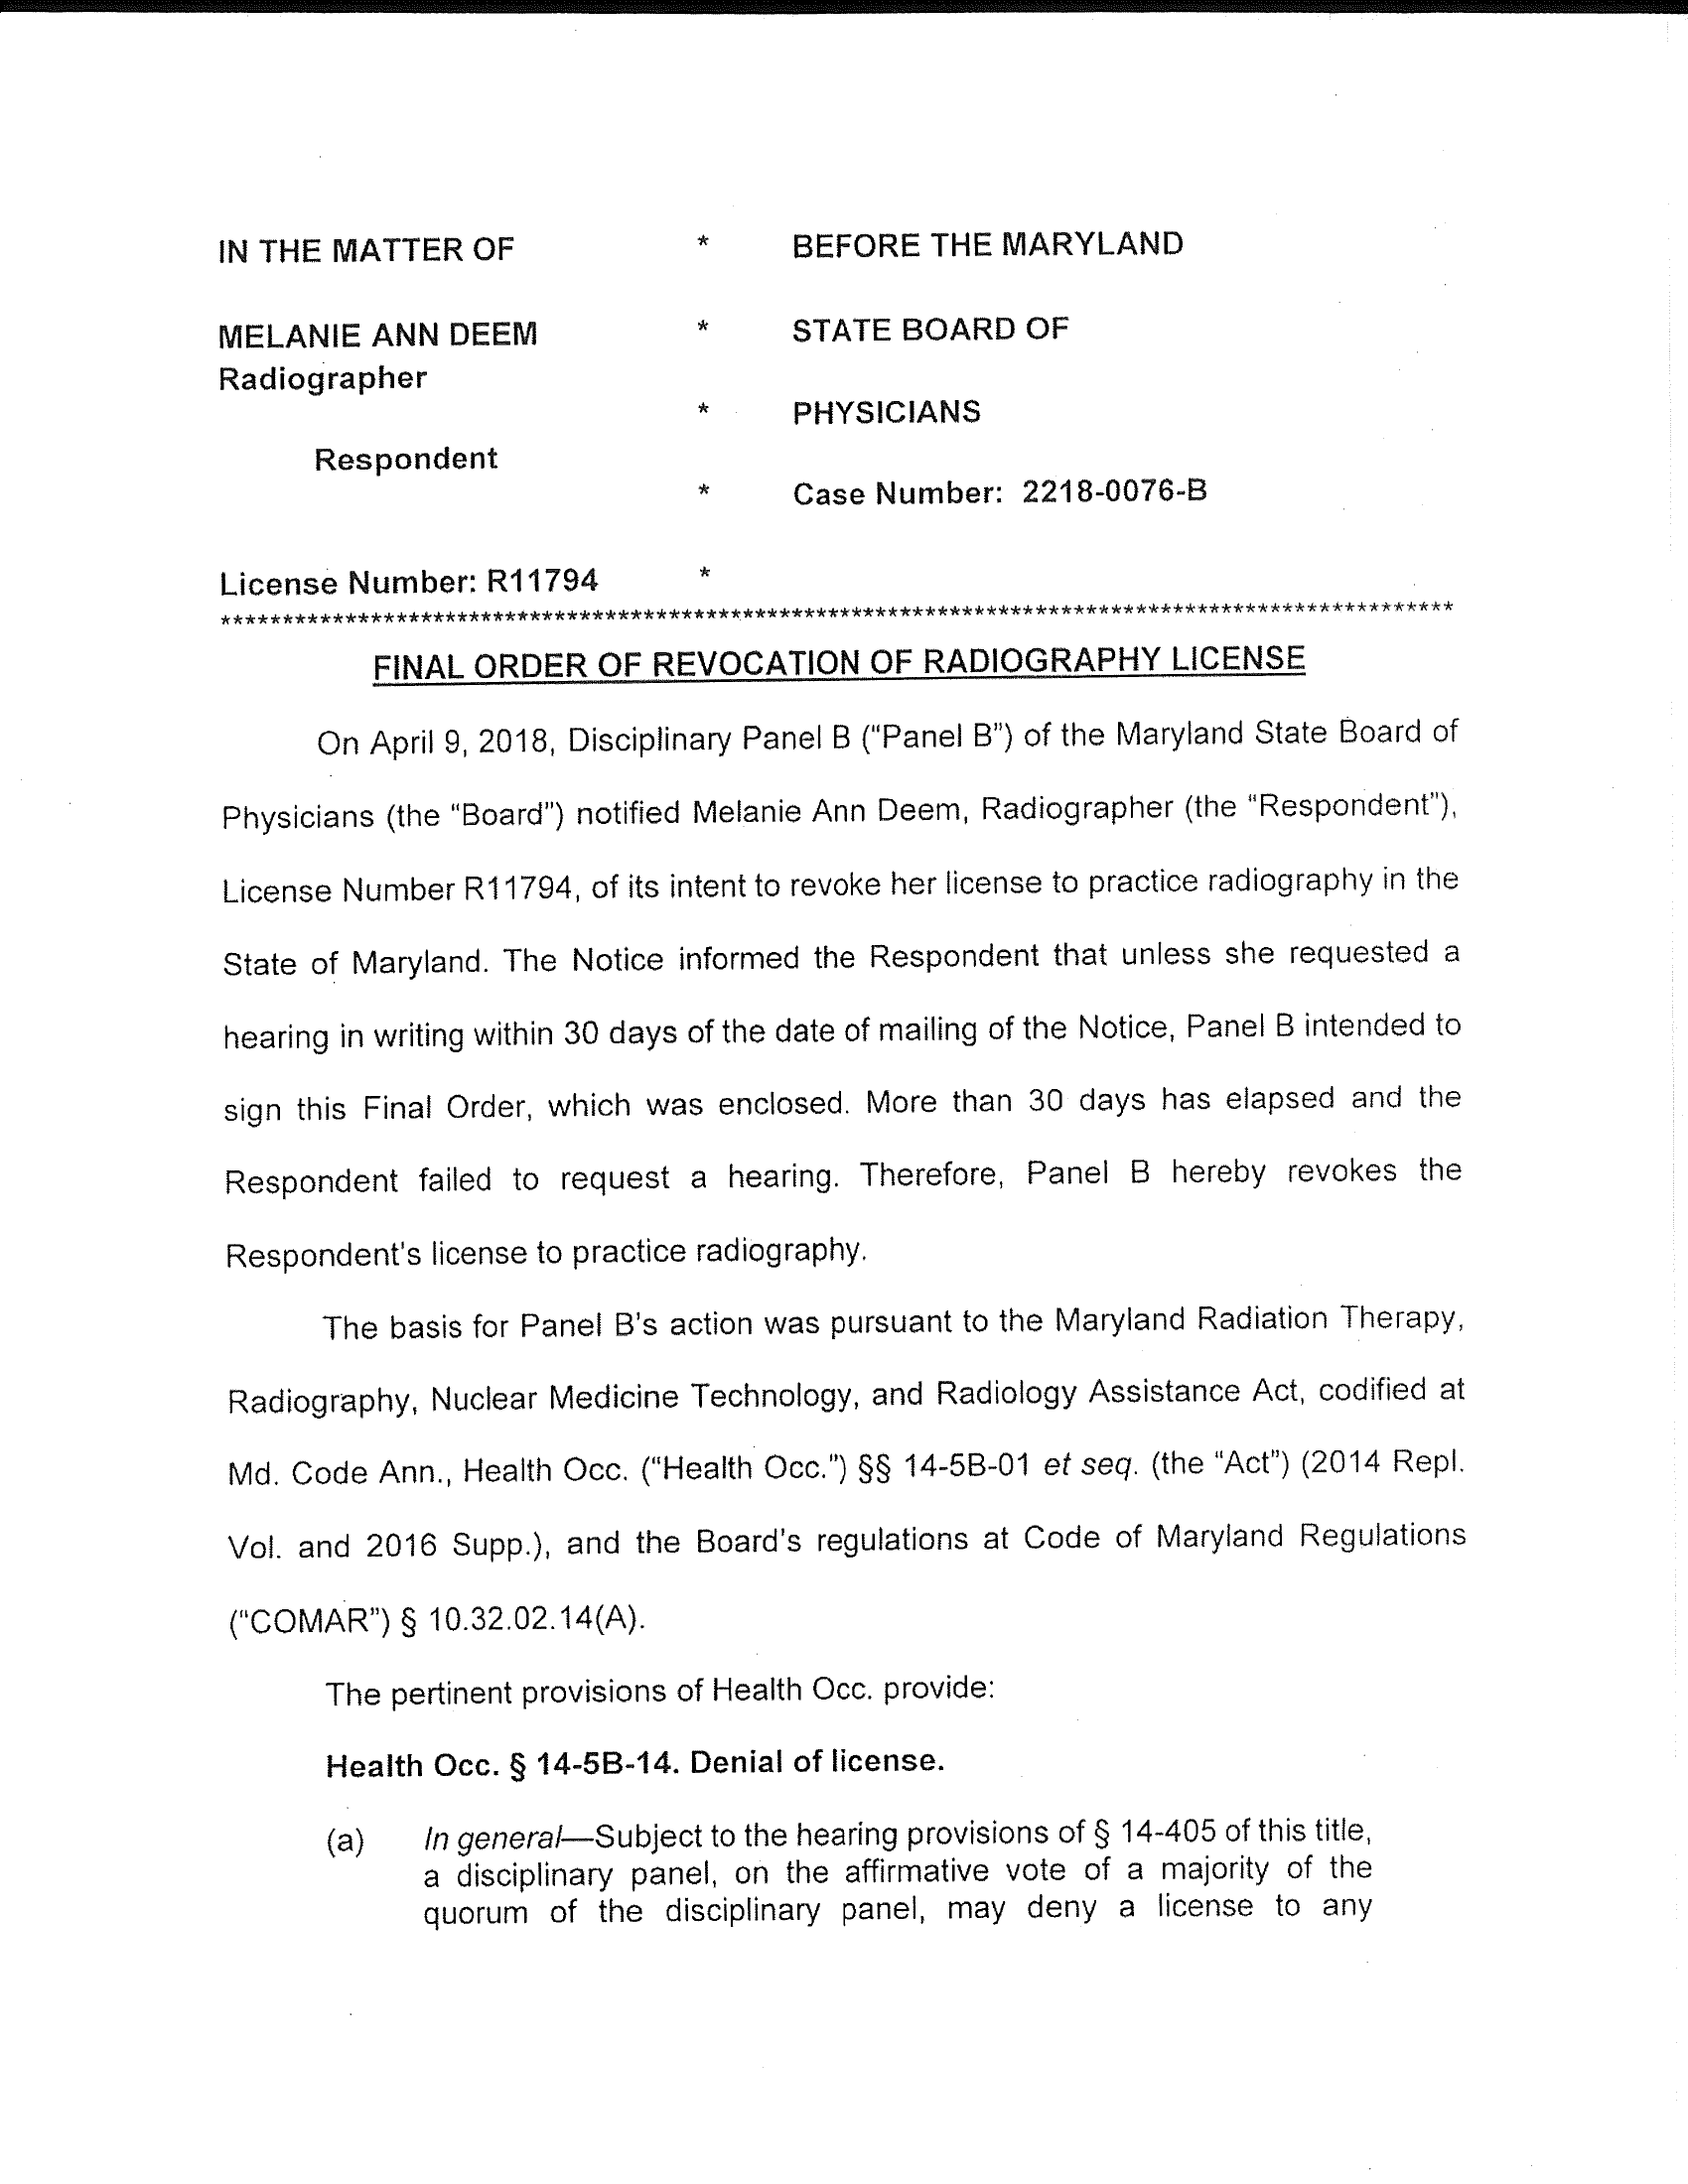 IN THE MATTER OF * BEFORE THE MARYLAND
MELANIE ANN DEEM * STATE BOARD OF
Radiographer
* PHYSICIANS
Respondent
* Case Number: 2218-0076-B
License Number: R11794 *
****************************************************************************************************
FINAL ORDER OF REVOCATION OF RADIOGRAPHY LICENSE
On April 9, 2018, Disciplinary Panel B (“Panel B”) of the Maryland State Board of
Physicians (the “Board”) notified Melanie Ann Deem, Radiographer (the “Respondent”),
License Number R11794, of its intent to revoke her license to practice radiography in the
State of Maryland. The Notice informed the Respondent that unless she requested a
hearing in writing within 30 days of the date of mailing of the Notice, Panel B intended to
sign this Final Order, which was enclosed. More than 30 days has elapsed and the
Respondent failed to request a hearing. Therefore, Panel B hereby revokes the
Respondent's license to practice radiography.
The basis for Panel B's action was pursuant to the Maryland Radiation Therapy,
Radiography, Nuclear Medicine Technology, and Radiology Assistance Act, codified at
Md. Code Ann., Health Occ. (“Health Occ.”) §§ 14-5B-01 et seq. (the “Act”) (2014 Repl.
Vol. and 2016 Supp.), and the Board's regulations at Code of Maryland Regulations
(“COMAR”) § 10.32.02.14(A).
The pertinent provisions of Health Occ. provide:
Health Occ. § 14-5B-14. Denial of license.
(a) In general—Subject to the hearing provisions of § 14-405 of this title,
a disciplinary panel, on the affirmative vote of a majority of the
quorum of the disciplinary panel, may deny a license to any